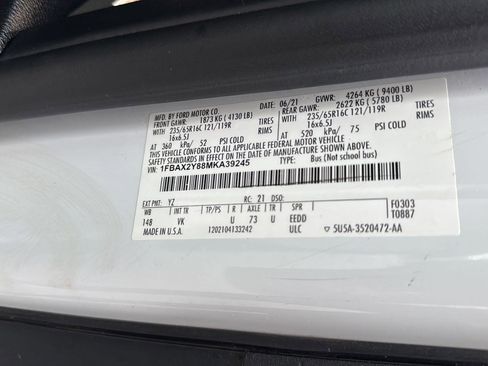 MFD. BY FORD MOTOR CO
DATE: 06/21 GVWR: 4264 KG ( 9400 LB)
FRONT GAWR: 1873 KG ( 4130 LB) REAR GAWR: 2622 KG ( 5780 LB)
WITH 235/65R16C 121/119R TIRES WITH 235/65R16C 121/119R TIRES
16x6.5J RIMS 16x6.5J RIMS
AT 360 kPa/ 52 PSI COLD AT 520 kPa/ 75 PSI COLD
THIS VEHICLE CONFORMS TO ALL APPLICABLE FEDERAL MOTOR VEHICLE
SAFETY STANDARDS IN EFFECT ON THE DATE OF MANUFACTURE SHOWN ABOVE.
VIN: 1FBAX2Y88MKA39245 TYPE: Bus (Not school bus)
EXT PNT: YZ RC: 21 DSO:
WB INT TR TP/PS R AXLE TR SPR F0303
148 VK U 73 U EEDD T0887
MADE IN U.S.A. 1202104133242 ULC ▽ 5U5A-3520472-AA